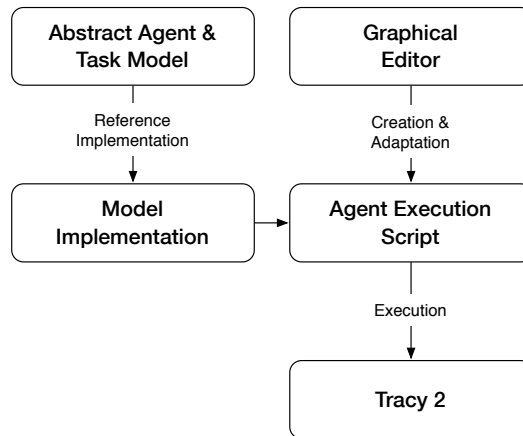 Abstract Agent &
Task Model
Graphical
Editor
Reference
Implementation
Creation &
Adaptation
Model
Implementation
Agent Execution
Script
Execution
Tracy 2